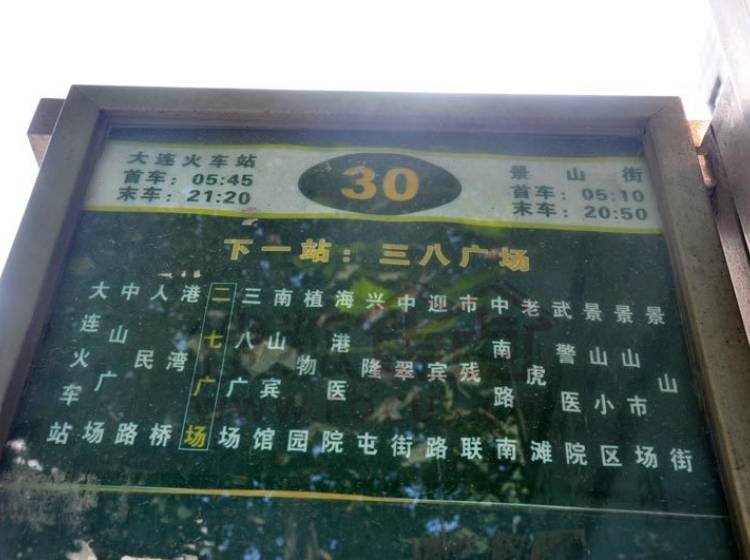 大连火车站
首车：05:45
末车：21:20
30
景山街
首车：05:10
末车：20:50
下一站：三八广场
大连火车站
中山广场
人民路
港湾桥
二七广场
三八广场
南山宾馆
植物园
海港医院
兴隆屯
中翠街
迎宾路
市残联
中南路南
老虎滩
武警医院
景山小区
景山市场
景山街